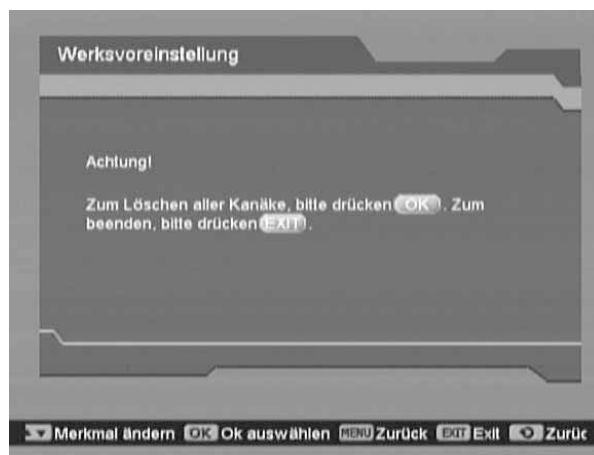 Werksvoreinstellung
Achtung!
Zum Löschen aller Kanäke, bitte drücken OK. Zum
beenden, bitte drücken EXIT.
Merkmal ändern OK Ok auswählen MENU Zurück EXIT Exit Zurüc